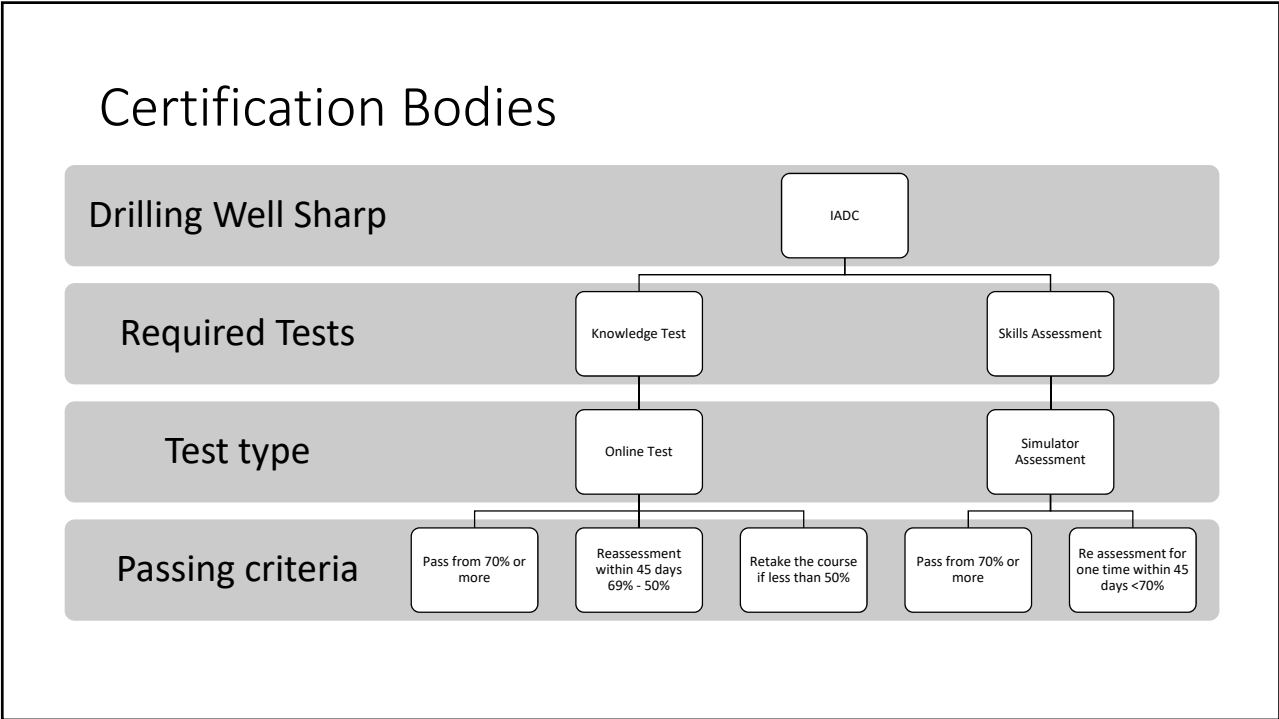 Certification Bodies
Drilling Well Sharp
IADC
Required Tests
Knowledge Test
Skills Assessment
Test type
Online Test
Simulator
Assessment
Passing criteria
Pass from 70% or
more
Reassessment
within 45 days
69% - 50%
Retake the course
if less than 50%
Pass from 70% or
more
Re assessment for
one time within 45
days <70%